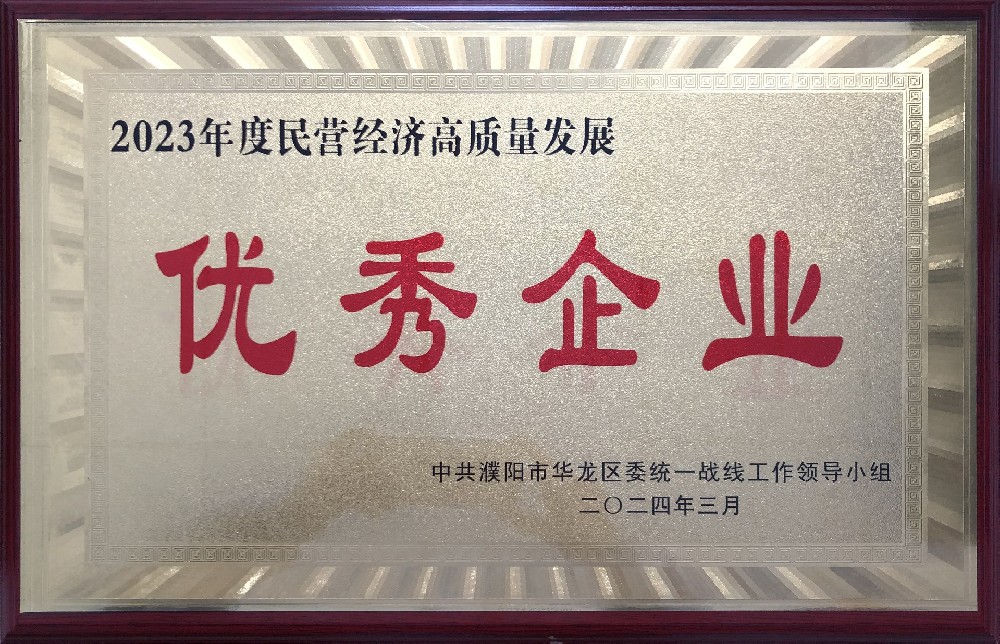 2023年度民营经济高质量发展
优秀企业
中共濮阳市华龙区委统一战线工作领导小组
二〇二四年三月